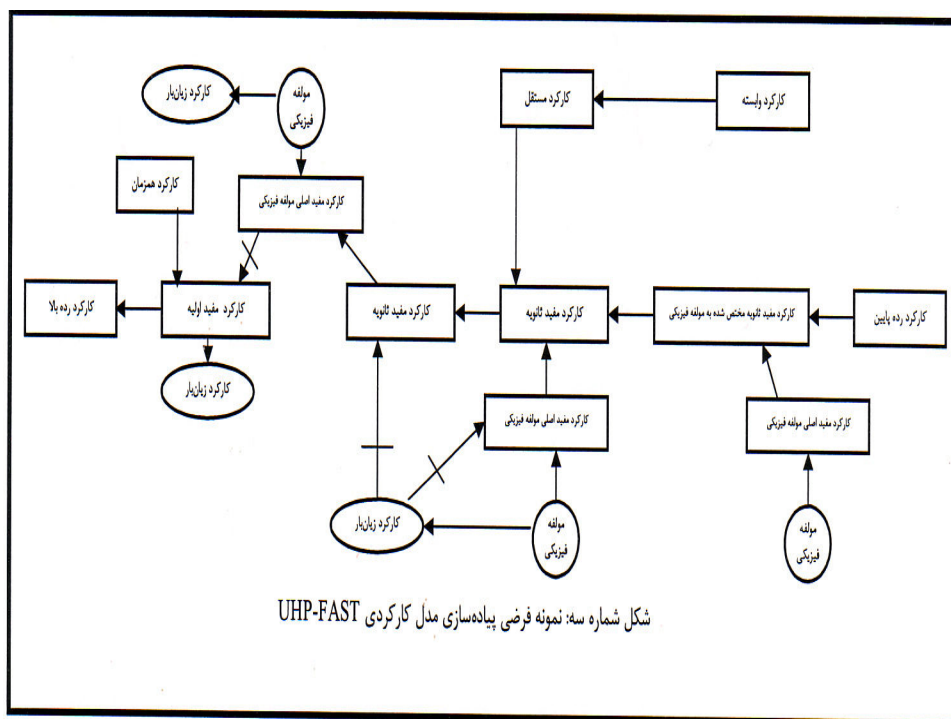 کارکرد وابسته
کارکرد مستقل
مولفه
فیزیکی
کارکرد زیان‌بار
کارکرد همزمان
کارکرد مفید اصلی مولفه فیزیکی
کارکرد رده پایین
کارکرد مفید ثانویه مختص شده به مولفه فیزیکی
کارکرد مفید ثانویه
کارکرد مفید ثانویه
کارکرد مفید اولیه
کارکرد رده بالا
کارکرد زیان‌بار
کارکرد مفید اصلی مولفه فیزیکی
کارکرد مفید اصلی مولفه فیزیکی
مولفه
فیزیکی
مولفه
فیزیکی
کارکرد زیان‌بار
شکل شماره سه: نمونه فرضی پیاده‌سازی مدل کارکردی UHP-FAST